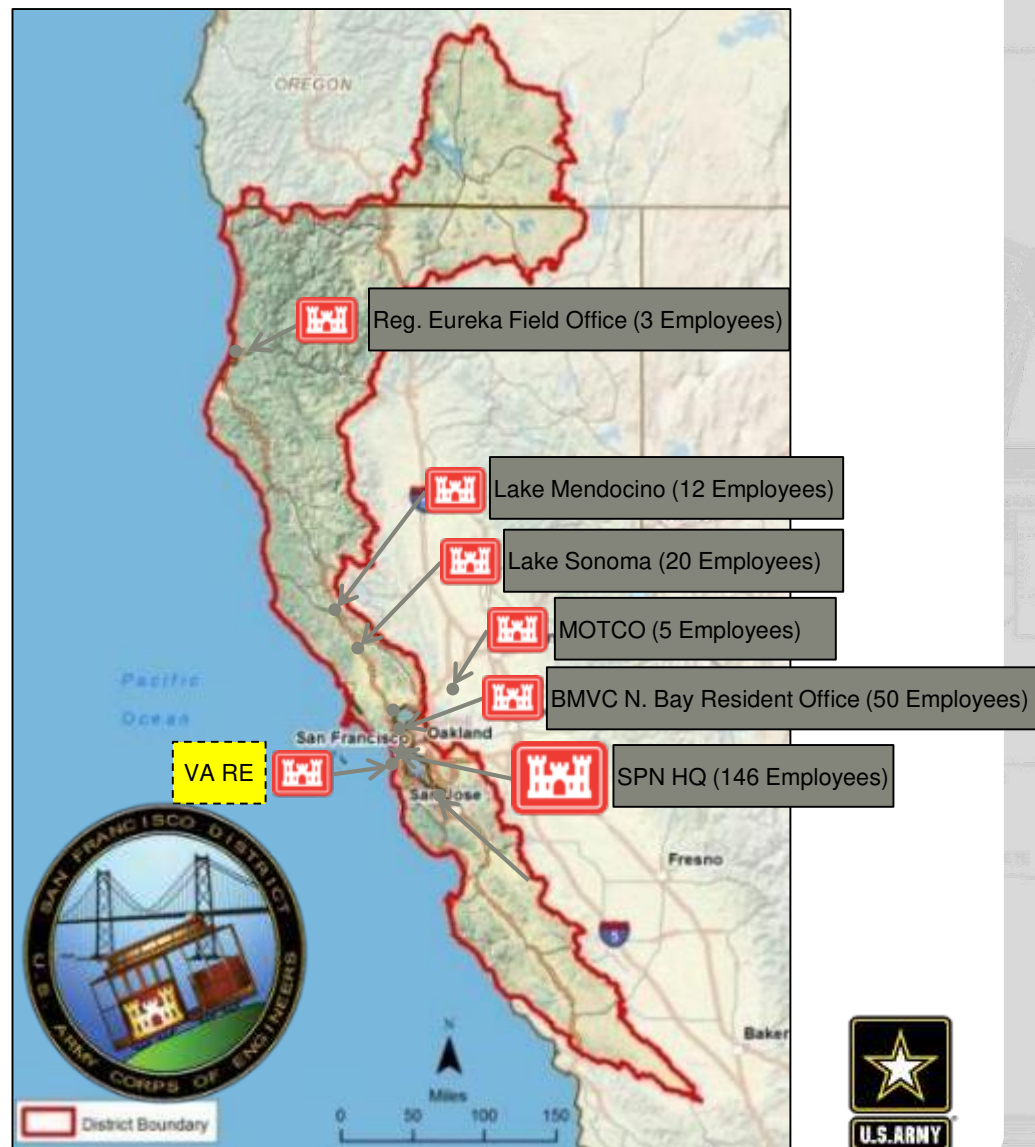 OREGON
Reg. Eureka Field Office (3 Employees)
Lake Mendocino (12 Employees)
Lake Sonoma (20 Employees)
MOTCO (5 Employees)
BMVC N. Bay Resident Office (50 Employees)
Pacific
Ocean
San Francisco
Oakland
VA RE
SPN HQ (146 Employees)
San Jose
Fresno
5
Baker
SAN FRANCISCO DISTRICT
U.S. ARMY CORPS OF ENGINEERS
N
Miles
0 50 100 150
District Boundary
U.S.ARMY